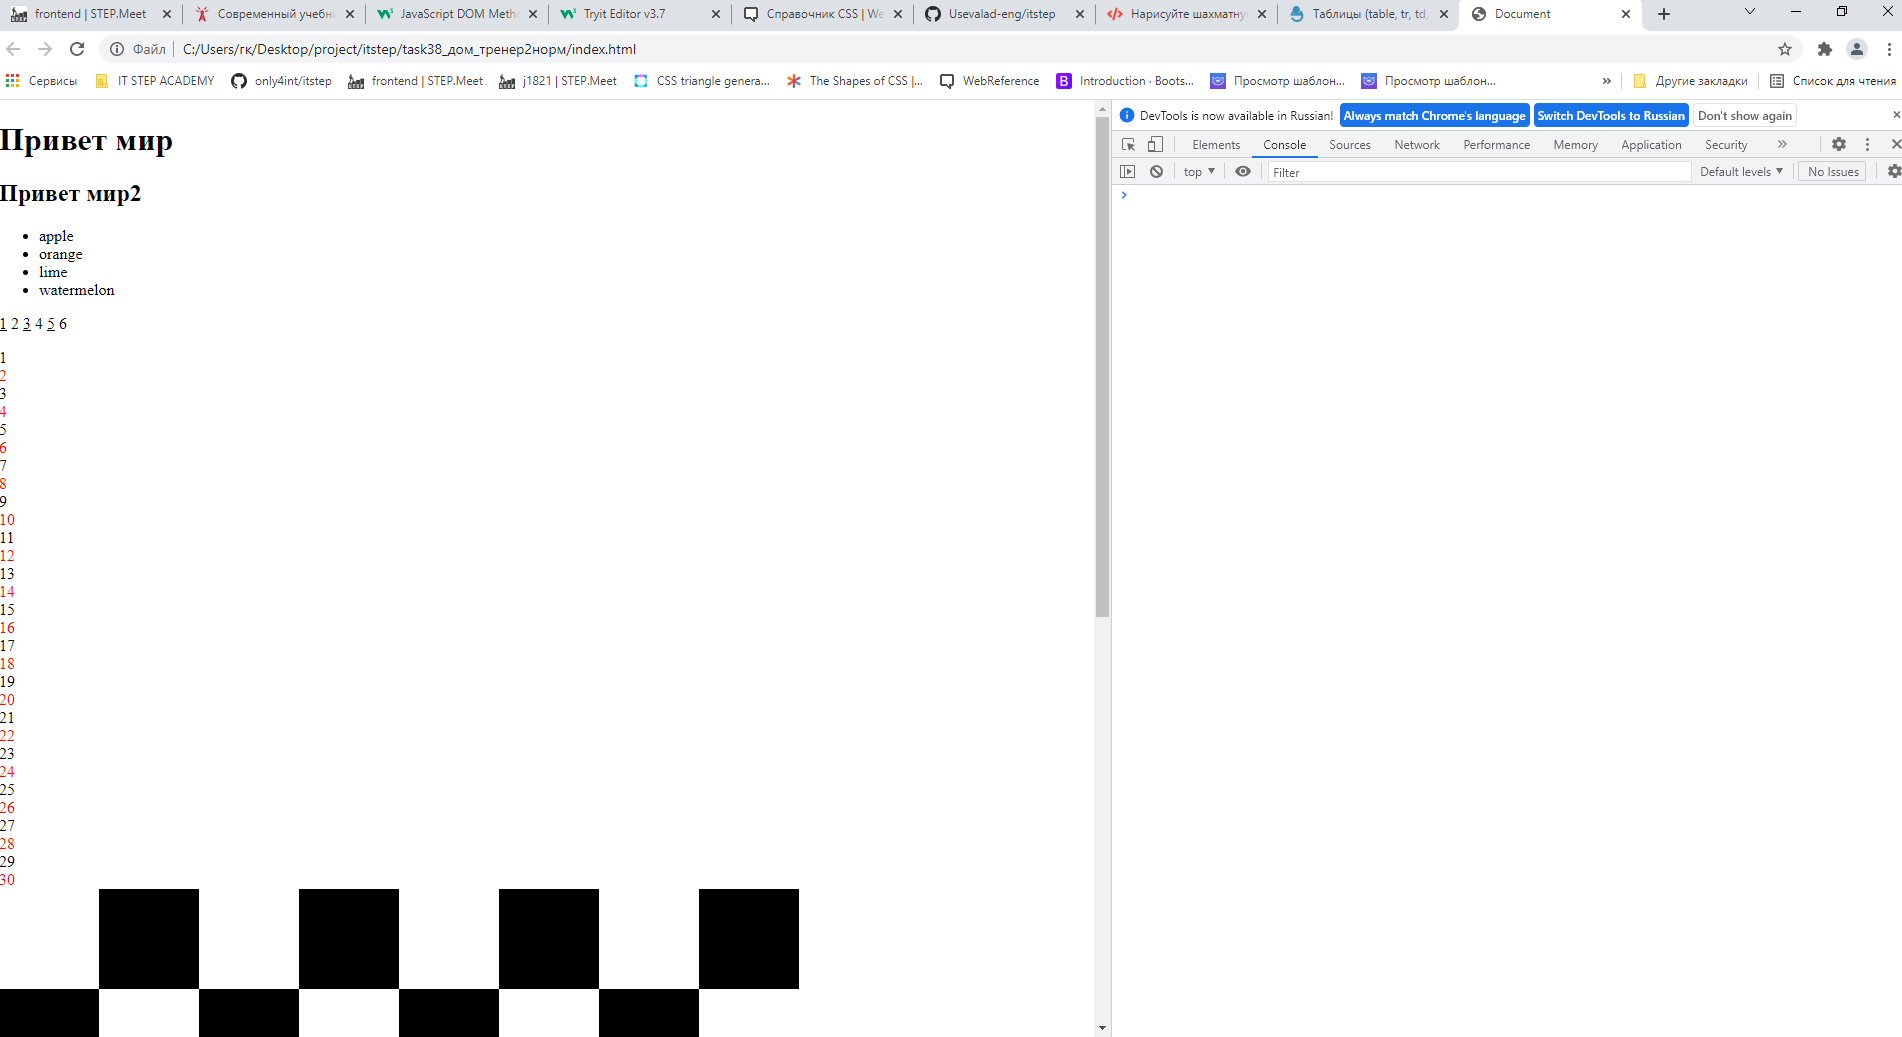 frontend | STEP.Meet
Современный учебни
JavaScript DOM Metho
Tryit Editor v3.7
Справочник CSS | We
Usevalad-eng/itstep
Нарисуйте шахматну
Таблицы (table, tr, td,
Document
Файл | C:/Users/гк/Desktop/project/itstep/task38_дом_тренер2норм/index.html
Сервисы
IT STEP ACADEMY
only4int/itstep
frontend | STEP.Meet
j1821 | STEP.Meet
CSS triangle genera...
The Shapes of CSS |...
WebReference
Introduction · Boots...
Просмотр шаблон...
Просмотр шаблон...
»
Другие закладки
Список для чтения
Привет мир
Привет мир2
apple
orange
lime
watermelon
1 2 3 4 5 6
1
2
3
4
5
6
7
8
9
10
11
12
13
14
15
16
17
18
19
20
21
22
23
24
25
26
27
28
29
30
DevTools is now available in Russian! Always match Chrome's language Switch DevTools to Russian Don't show again
Elements Console Sources Network Performance Memory Application Security »
top Filter Default levels No Issues